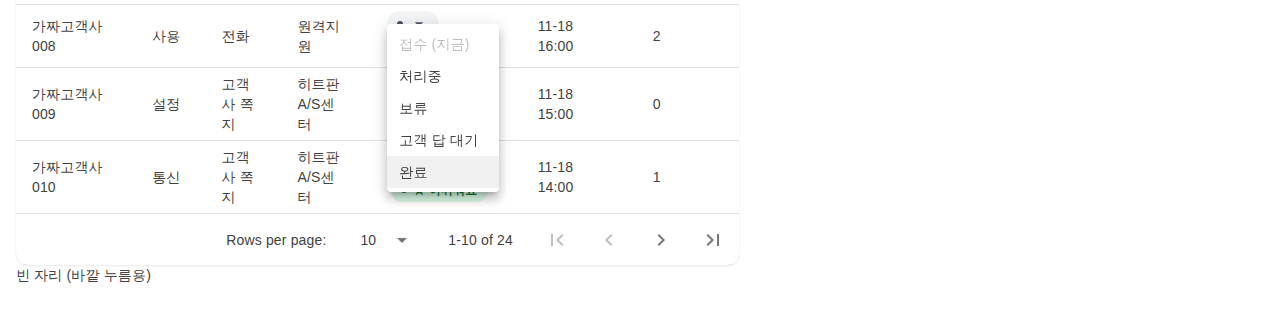 가짜고객사
008
사용
전화
원격지
원
11-18
16:00
2
접수 (지금)
처리중
보류
고객 답 대기
완료
가짜고객사
009
설정
고객
사 쪽
지
히트판
A/S센
터
11-18
15:00
0
가짜고객사
010
통신
고객
사 쪽
지
히트판
A/S센
터
11-18
14:00
1
Rows per page:
10
1-10 of 24
빈 자리 (바깥 누름용)